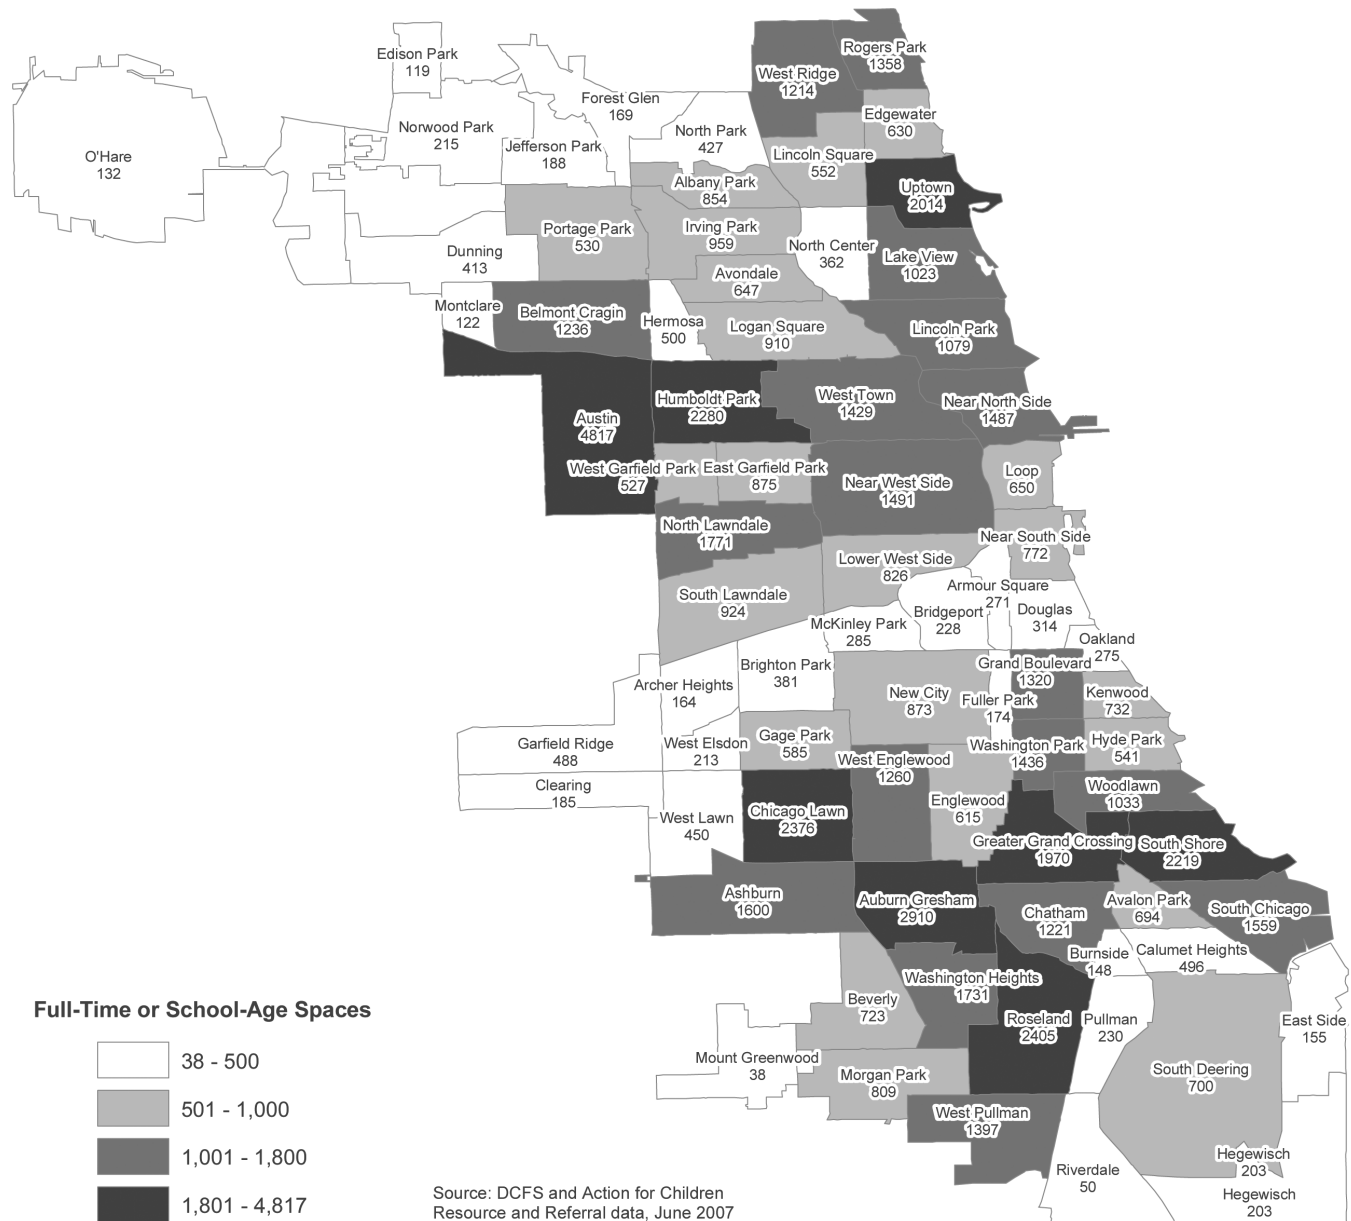 Rogers Park
1358
West Ridge
1214
Edison Park
119
Forest Glen
169
Edgewater
630
Norwood Park
215
North Park
427
Jefferson Park
188
Lincoln Square
552
O'Hare
132
Albany Park
854
Uptown
2014
Portage Park
530
Irving Park
959
North Center
362
Lake View
1023
Dunning
413
Avondale
647
Montclare
122
Belmont Cragin
1236
Hermosa
500
Logan Square
910
Lincoln Park
1079
Humboldt Park
2280
West Town
1429
Near North Side
1487
Austin
4817
West Garfield Park
527
East Garfield Park
875
Near West Side
1491
Loop
650
North Lawndale
1771
Near South Side
772
Lower West Side
826
South Lawndale
924
Armour Square
271
Bridgeport
228
Douglas
314
McKinley Park
285
Oakland
275
Brighton Park
381
Grand Boulevard
1320
Archer Heights
164
New City
873
Fuller Park
174
Kenwood
732
Garfield Ridge
488
West Elsdon
213
Gage Park
585
Washington Park
1436
Hyde Park
541
West Englewood
1260
Clearing
185
Woodlawn
1033
West Lawn
450
Chicago Lawn
2376
Englewood
615
Greater Grand Crossing
1970
South Shore
2219
Ashburn
1600
Auburn Gresham
2910
Chatham
1221
Avalon Park
694
South Chicago
1559
Burnside
148
Calumet Heights
496
Washington Heights
1731
Beverly
723
Roseland
2405
Pullman
230
East Side
155
Mount Greenwood
38
Morgan Park
809
South Deering
700
West Pullman
1397
Hegewisch
203
Riverdale
50
Hegewisch
203
Full-Time or School-Age Spaces
38 - 500
501 - 1,000
1,001 - 1,800
1,801 - 4,817
Source: DCFS and Action for Children
Resource and Referral data, June 2007